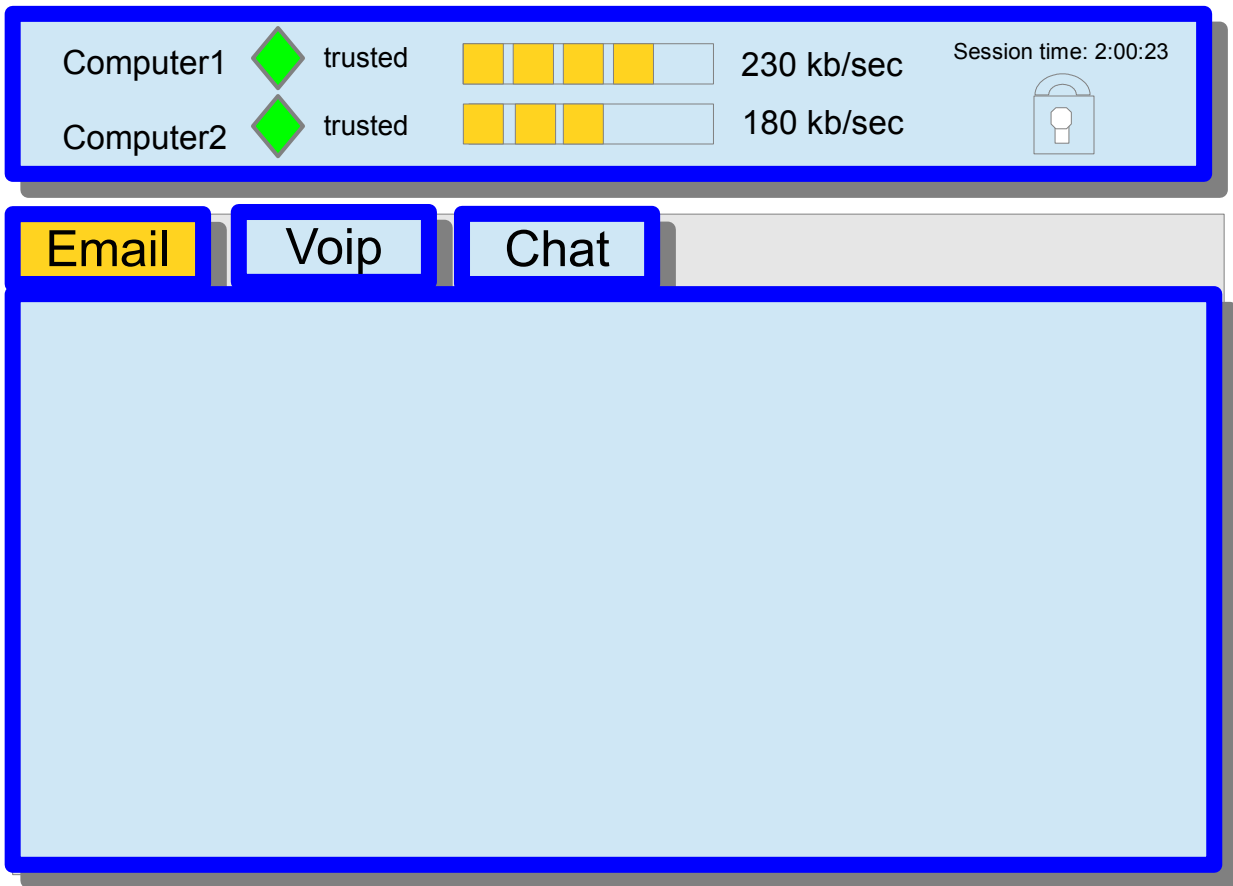 Computer1 trusted 230 kb/sec Session time: 2:00:23
Computer2 trusted 180 kb/sec
Email Voip Chat